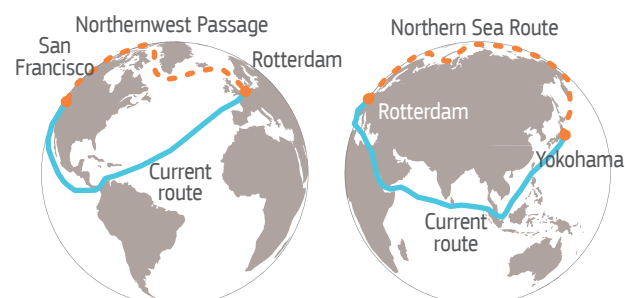 Northernwest Passage
San
Francisco
Rotterdam
Current
route
Northern Sea Route
Rotterdam
Yokohama
Current
route